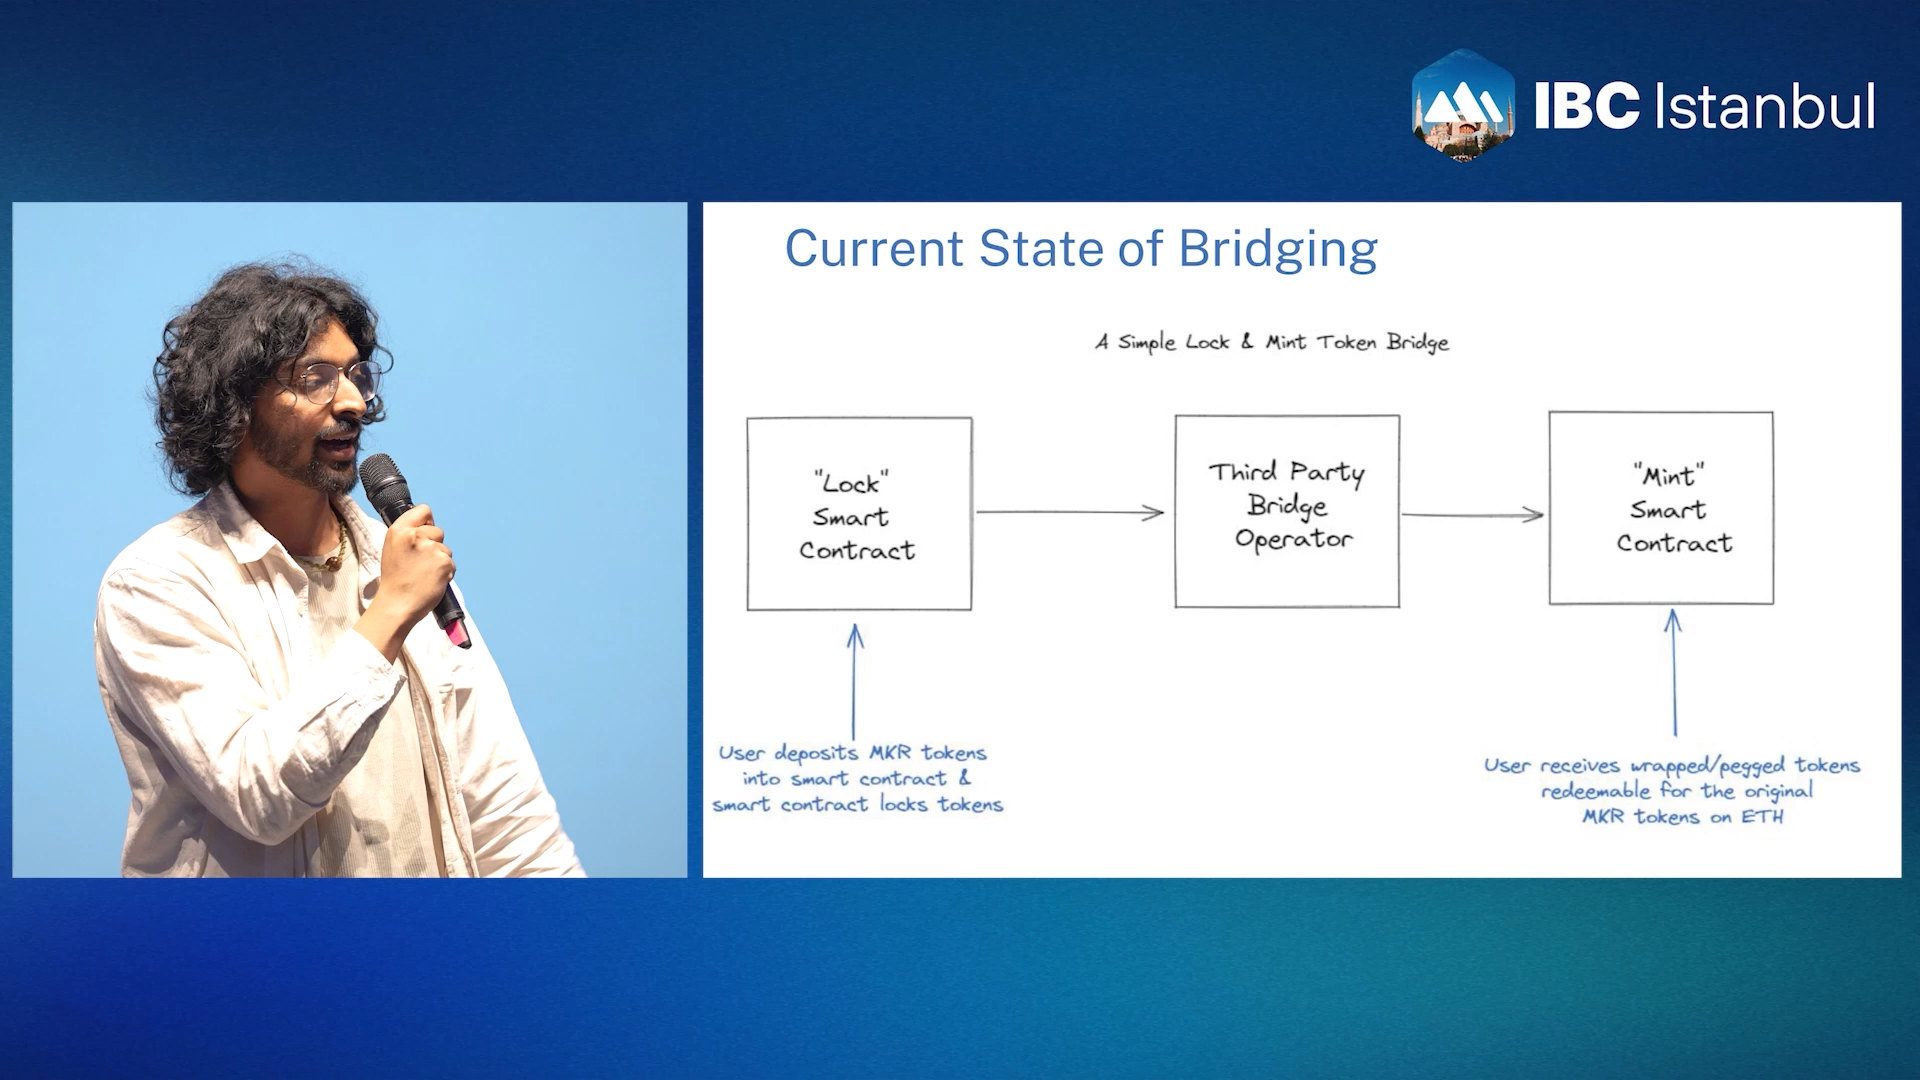 IBC Istanbul
Current State of Bridging
A Simple Lock & Mint Token Bridge
"Lock"
Smart
Contract
Third Party
Bridge
Operator
"Mint"
Smart
Contract
User deposits MKR tokens
into smart contract &
smart contract locks tokens
User receives wrapped/pegged tokens
redeemable for the original
MKR tokens on ETH